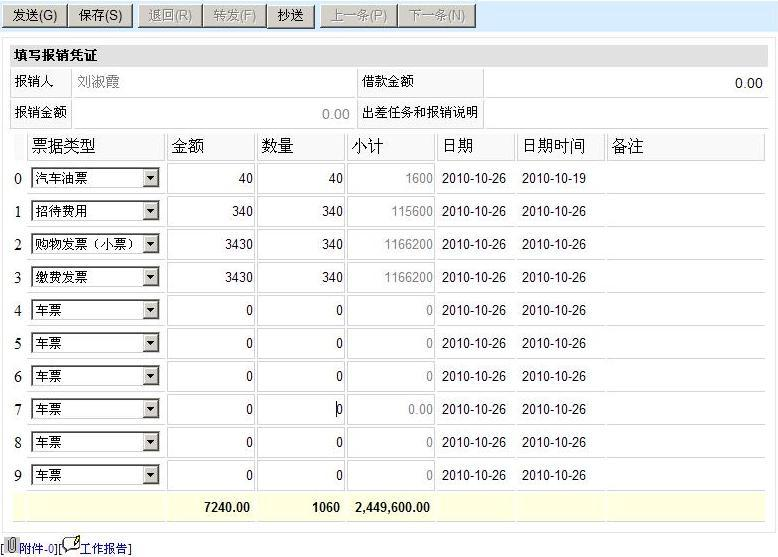 发送(G) 保存(S) 退回(R) 转发(F) 抄送 上一条(P) 下一条(N)
填写报销凭证
报销人 刘淑霞 借款金额 0.00
报销金额 0.00 出差任务和报销说明
票据类型 金额 数量 小计 日期 日期时间 备注
0 汽车油票 40 40 1600 2010-10-26 2010-10-19
1 招待费用 340 340 115600 2010-10-26 2010-10-26
2 购物发票（小票） 3430 340 1166200 2010-10-26 2010-10-26
3 缴费发票 3430 340 1166200 2010-10-26 2010-10-26
4 车票 0 0 0 2010-10-26 2010-10-26
5 车票 0 0 0 2010-10-26 2010-10-26
6 车票 0 0 0 2010-10-26 2010-10-26
7 车票 0 0 0.00 2010-10-26 2010-10-26
8 车票 0 0 0 2010-10-26 2010-10-26
9 车票 0 0 0 2010-10-26 2010-10-26
7240.00 1060 2,449,600.00
[附件-0][工作报告]